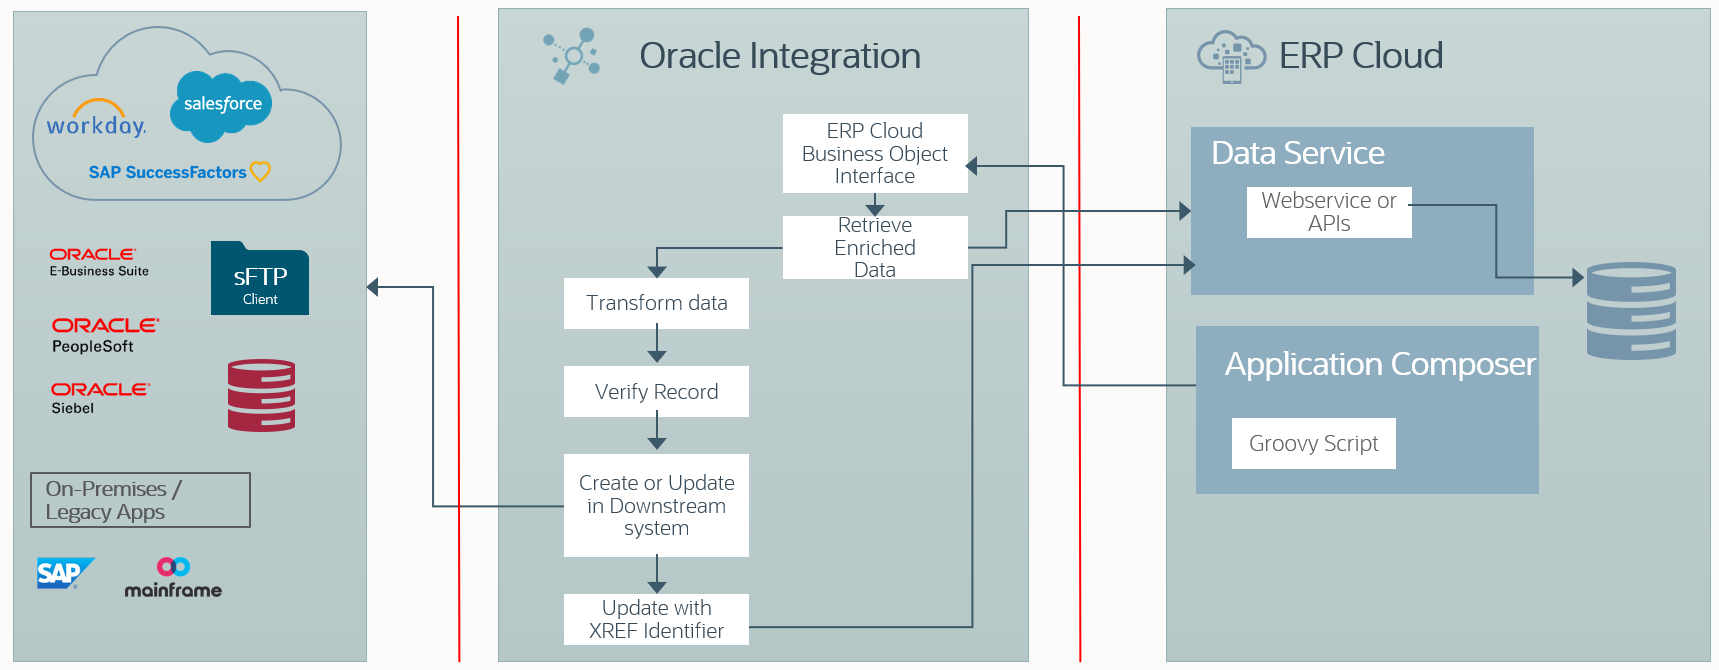 workday.
salesforce
SAP SuccessFactors
ORACLE
E-Business Suite
sFTP
Client
ORACLE
PeopleSoft
ORACLE
Siebel
On-Premises /
Legacy Apps
SAP
mainframe
Oracle Integration
ERP Cloud
Business Object
Interface
Retrieve
Enriched
Data
Transform data
Verify Record
Create or Update
in Downstream
system
Update with
XREF Identifier
ERP Cloud
Data Service
Webservice or
APIs
Application Composer
Groovy Script